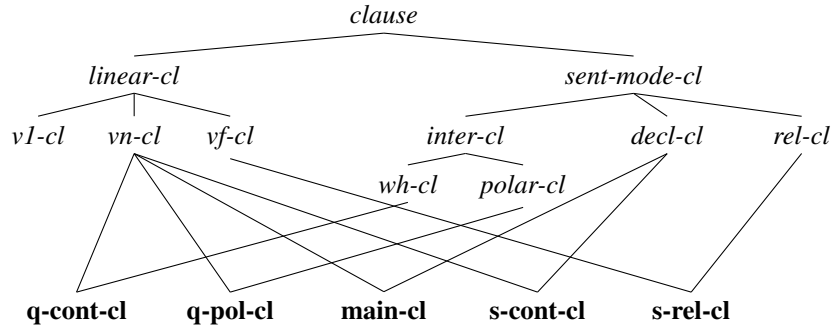 clause
linear-cl sent-mode-cl
v1-cl vn-cl vf-cl inter-cl decl-cl rel-cl
wh-cl polar-cl
q-cont-cl q-pol-cl main-cl s-cont-cl s-rel-cl